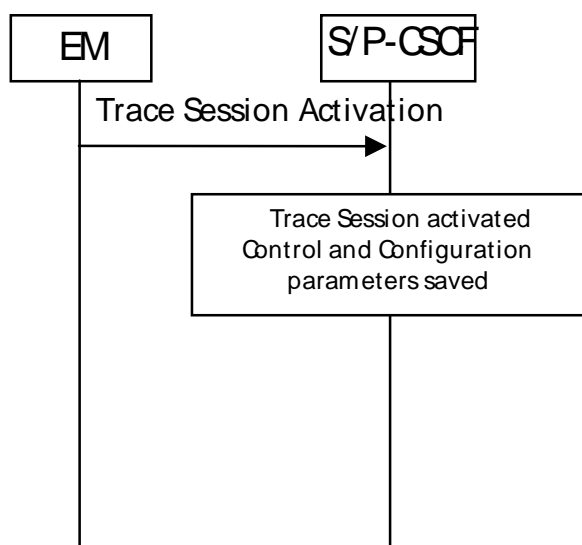 EM
S/P-CSCF
Trace Session Activation
Trace Session activated
Control and Configuration
parameters saved